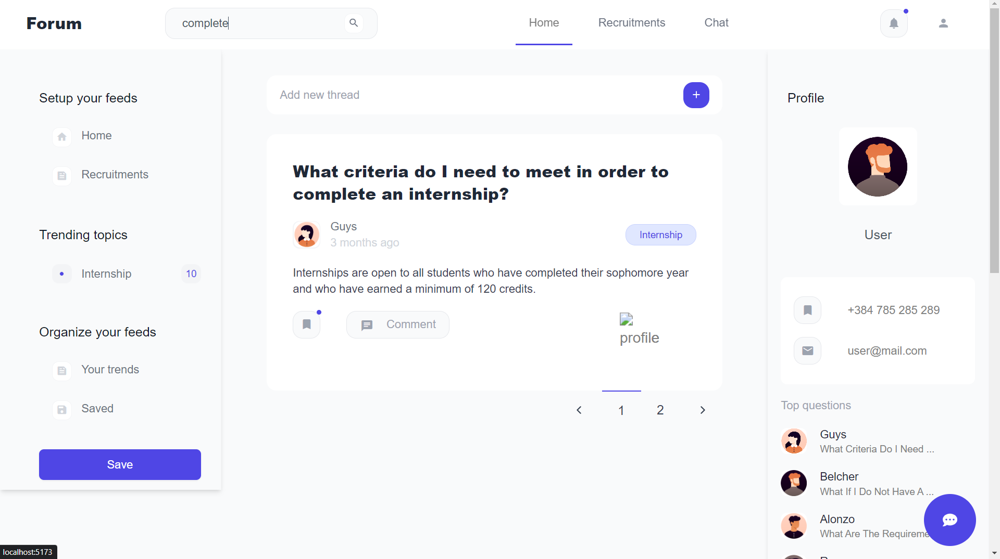 Forum
complete
Home
Recruitments
Chat
Setup your feeds
Home
Recruitments
Trending topics
Internship
10
Organize your feeds
Your trends
Saved
Save
Add new thread
+
What criteria do I need to meet in order to
complete an internship?
Guys
3 months ago
Internship
Internships are open to all students who have completed their sophomore year
and who have earned a minimum of 120 credits.
Comment
profile
1
2
Profile
User
+384 785 285 289
user@mail.com
Top questions
Guys
What Criteria Do I Need ...
Belcher
What If I Do Not Have A ...
Alonzo
What Are The Requireme
localhost:5173